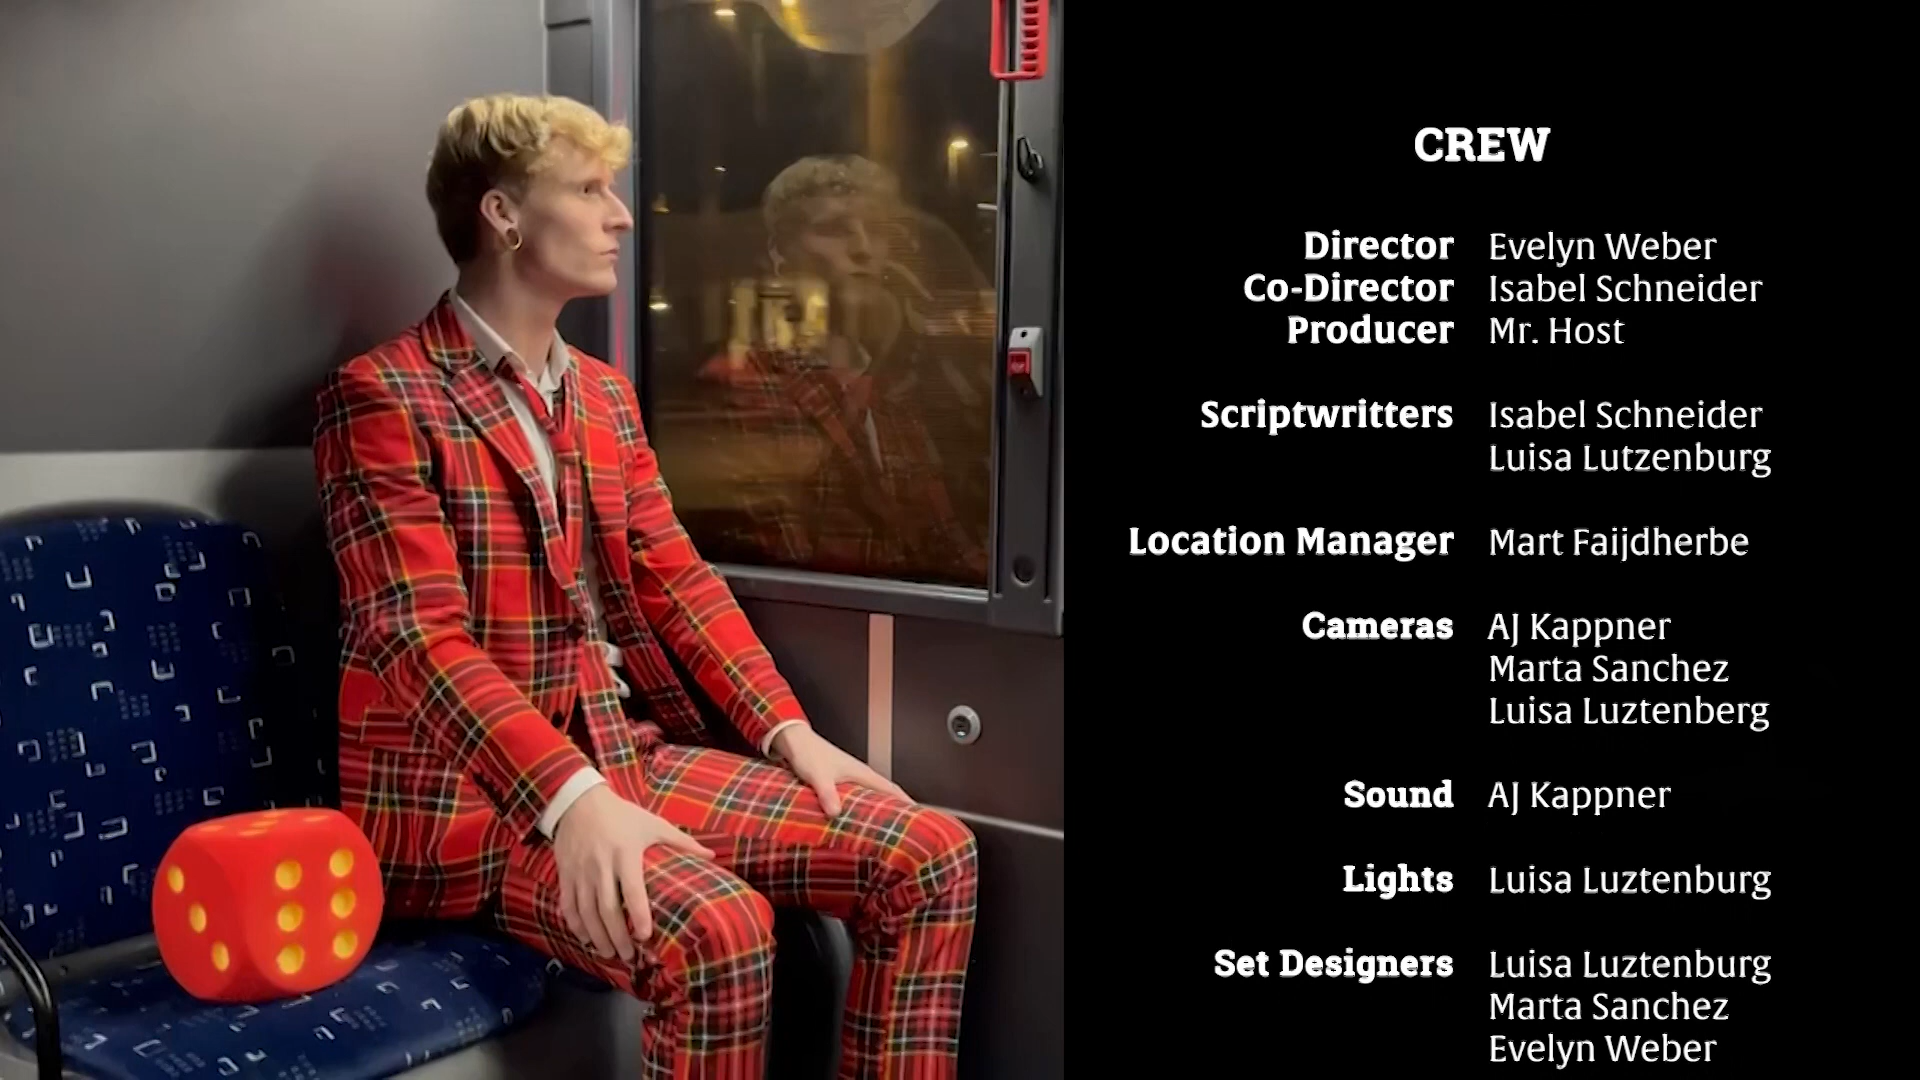 CREW
Director Evelyn Weber
Co-Director Isabel Schneider
Producer Mr. Host
Scriptwritters Isabel Schneider
Luisa Lutzenburg
Location Manager Mart Faijdherbe
Cameras AJ Kappner
Marta Sanchez
Luisa Luztenberg
Sound AJ Kappner
Lights Luisa Luztenburg
Set Designers Luisa Luztenburg
Marta Sanchez
Evelyn Weber